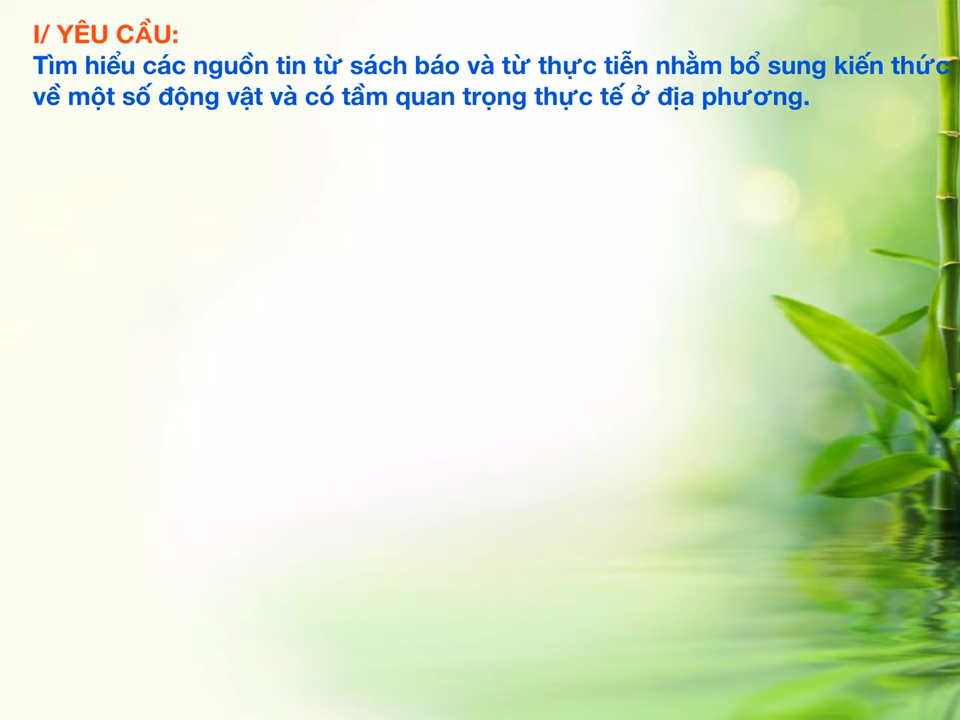 I/ YÊU CẦU:
Tìm hiểu các nguồn tin từ sách báo và từ thực tiễn nhằm bổ sung kiến thức
về một số động vật và có tầm quan trọng thực tế ở địa phương.